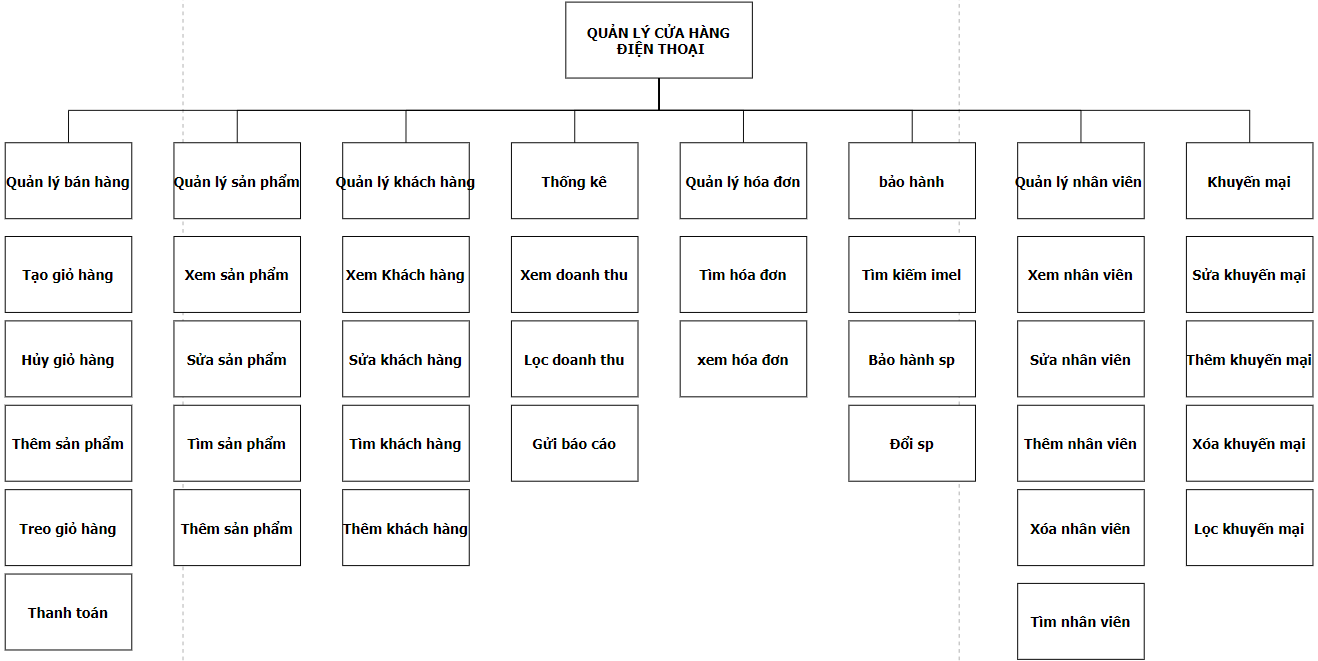 QUẢN LÝ CỬA HÀNG
ĐIỆN THOẠI
Quản lý bán hàng
Quản lý sản phẩm
Quản lý khách hàng
Thống kê
Quản lý hóa đơn
bảo hành
Quản lý nhân viên
Khuyến mại
Tạo giỏ hàng
Xem sản phẩm
Xem Khách hàng
Xem doanh thu
Tìm hóa đơn
Tìm kiếm imel
Xem nhân viên
Sửa khuyến mại
Hủy giỏ hàng
Sửa sản phẩm
Sửa khách hàng
Lọc doanh thu
xem hóa đơn
Bảo hành sp
Sửa nhân viên
Thêm khuyến mại
Thêm sản phẩm
Tìm sản phẩm
Tìm khách hàng
Gửi báo cáo
Đổi sp
Thêm nhân viên
Xóa khuyến mại
Treo giỏ hàng
Thêm sản phẩm
Thêm khách hàng
Xóa nhân viên
Lọc khuyến mại
Thanh toán
Tìm nhân viên